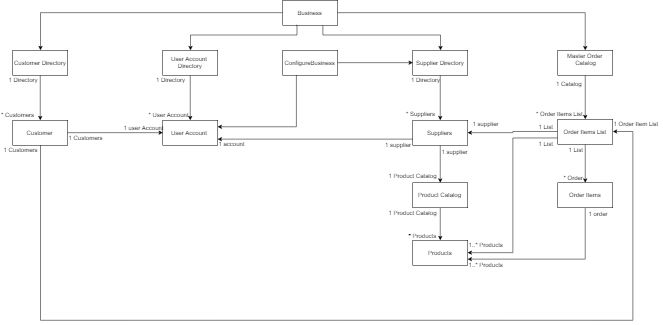 Business
Customer Directory
User Account
Directory
ConfigureBusiness
Supplier Directory
Master Order
Catalog
1 Directory
1 Directory
1 Directory
1 Catalog
* Customers
* User Account
* Suppliers
* Order Items List
Customer
1 user Account
User Account
Suppliers
1 supplier
1 List
Order Items List
1 Order Item List
1 Customers
1 Customers
1 account
1 supplier
1 supplier
1 List
1 List
1 Product Catalog
* Order
Product Catalog
Order Items
1 Product Catalog
1 order
* Products
Products
1..* Products
1..* Products